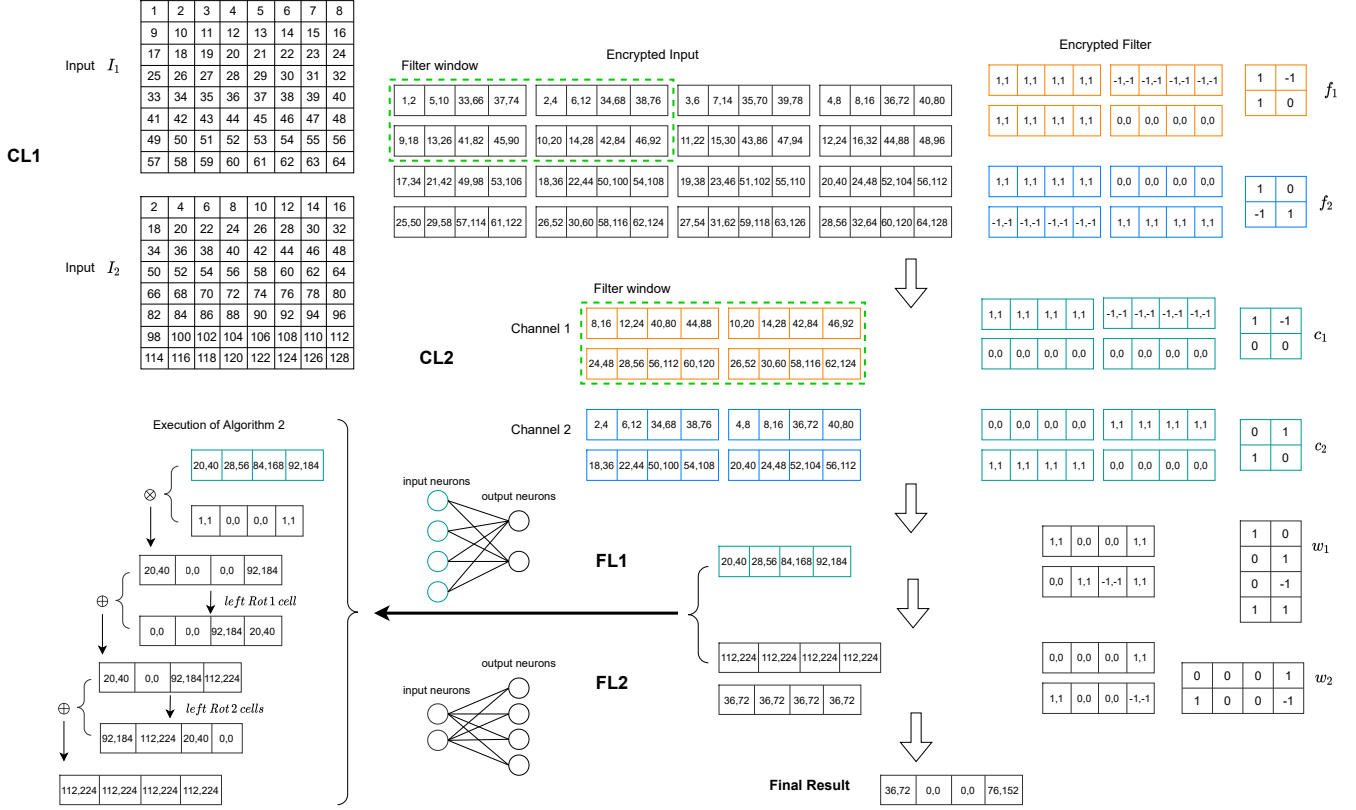 CL1
Input I₁
1 2 3 4 5 6 7 8
9 10 11 12 13 14 15 16
17 18 19 20 21 22 23 24
25 26 27 28 29 30 31 32
33 34 35 36 37 38 39 40
41 42 43 44 45 46 47 48
49 50 51 52 53 54 55 56
57 58 59 60 61 62 63 64
Input I₂
2 4 6 8 10 12 14 16
18 20 22 24 26 28 30 32
34 36 38 40 42 44 46 48
50 52 54 56 58 60 62 64
66 68 70 72 74 76 78 80
82 84 86 88 90 92 94 96
98 100 102 104 106 108 110 112
114 116 118 120 122 124 126 128
Encrypted Input
Filter window
1,2 5,10 33,66 37,74 2,4 6,12 34,68 38,76 3,6 7,14 35,70 39,78 4,8 8,16 36,72 40,80
9,18 13,26 41,82 45,90 10,20 14,28 42,84 46,92 11,22 15,30 43,86 47,94 12,24 16,32 44,88 48,96
17,34 21,42 49,98 53,106 18,36 22,44 50,100 54,108 19,38 23,46 51,102 55,110 20,40 24,48 52,104 56,112
25,50 29,58 57,114 61,122 26,52 30,60 58,116 62,124 27,54 31,62 59,118 63,126 28,56 32,64 60,120 64,128
Encrypted Filter
1,1 1,1 1,1 1,1 -1,-1 -1,-1 -1,-1 -1,-1
1,1 1,1 1,1 1,1 0,0 0,0 0,0 0,0
1 -1
1 0
f₁
1,1 1,1 1,1 1,1 0,0 0,0 0,0 0,0
-1,-1 -1,-1 -1,-1 -1,-1 1,1 1,1 1,1 1,1
1 0
-1 1
f₂
CL2
Filter window
Channel 1
8,16 12,24 40,80 44,88 10,20 14,28 42,84 46,92
24,48 28,56 56,112 60,120 26,52 30,60 58,116 62,124
Channel 2
2,4 6,12 34,68 38,76 4,8 8,16 36,72 40,80
18,36 22,44 50,100 54,108 20,40 24,48 52,104 56,112
1,1 1,1 1,1 1,1 -1,-1 -1,-1 -1,-1 -1,-1
0,0 0,0 0,0 0,0 0,0 0,0 0,0 0,0
1 -1
0 0
c₁
0,0 0,0 0,0 0,0 1,1 1,1 1,1 1,1
1,1 1,1 1,1 1,1 0,0 0,0 0,0 0,0
0 1
1 0
c₂
Execution of Algorithm 2
20,40 28,56 84,168 92,184
⊗
1,1 0,0 0,0 1,1
20,40 0,0 0,0 92,184
⊕
left Rot 1 cell
0,0 0,0 92,184 20,40
20,40 0,0 92,184 112,224
⊕
left Rot 2 cells
92,184 112,224 20,40 0,0
112,224 112,224 112,224 112,224
input neurons
output neurons
FL1
20,40 28,56 84,168 92,184
1,1 0,0 0,0 1,1
0,0 1,1 -1,-1 1,1
1 0
0 1
0 -1
1 1
w₁
output neurons
input neurons
FL2
112,224 112,224 112,224 112,224
36,72 36,72 36,72 36,72
0,0 0,0 0,0 1,1
1,1 0,0 0,0 -1,-1
0 0 0 1
1 0 0 -1
w₂
Final Result
36,72 0,0 0,0 76,152